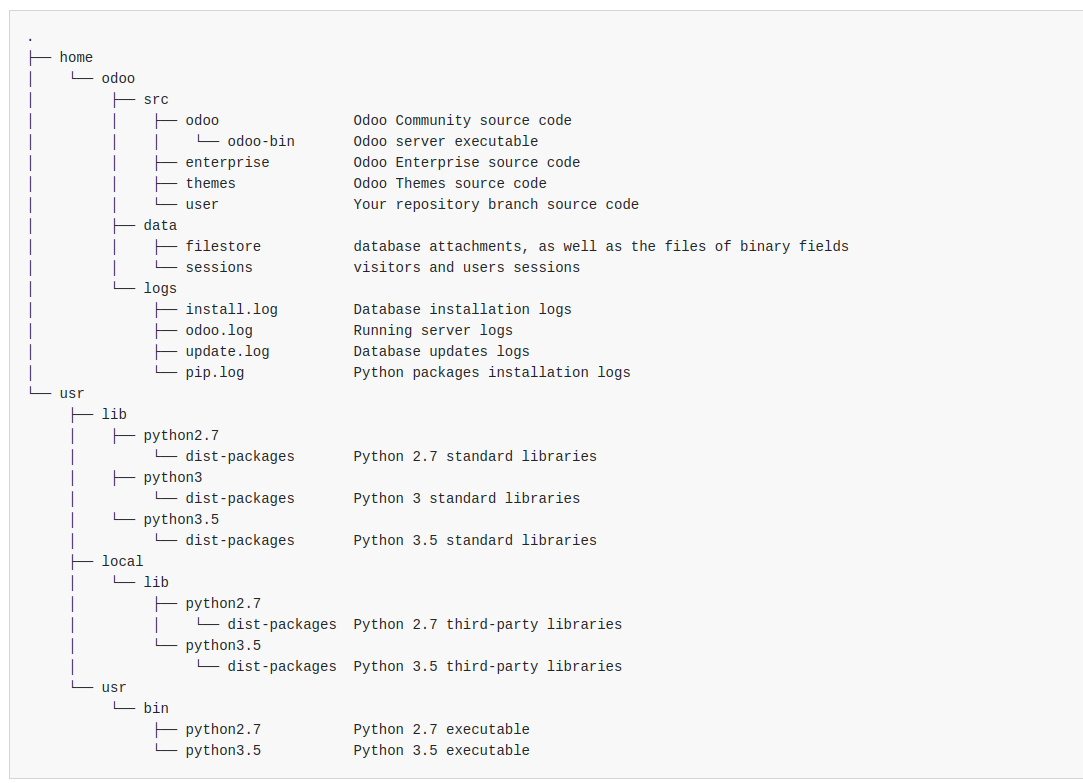 .
├── home
│    └── odoo
│         ├── src
│         │    ├── odoo                Odoo Community source code
│         │    │    └── odoo-bin       Odoo server executable
│         │    ├── enterprise          Odoo Enterprise source code
│         │    ├── themes              Odoo Themes source code
│         │    └── user                Your repository branch source code
│         ├── data
│         │    ├── filestore           database attachments, as well as the files of binary fields
│         │    └── sessions            visitors and users sessions
│         └── logs
│              ├── install.log         Database installation logs
│              ├── odoo.log            Running server logs
│              ├── update.log          Database updates logs
│              └── pip.log             Python packages installation logs
└── usr
     ├── lib
     │    ├── python2.7
     │         └── dist-packages       Python 2.7 standard libraries
     │    ├── python3
     │         └── dist-packages       Python 3 standard libraries
     │    └── python3.5
     │         └── dist-packages       Python 3.5 standard libraries
     ├── local
     │    └── lib
     │         ├── python2.7
     │         │    └── dist-packages  Python 2.7 third-party libraries
     │         └── python3.5
     │              └── dist-packages  Python 3.5 third-party libraries
     └── usr
          └── bin
               ├── python2.7           Python 2.7 executable
               └── python3.5           Python 3.5 executable